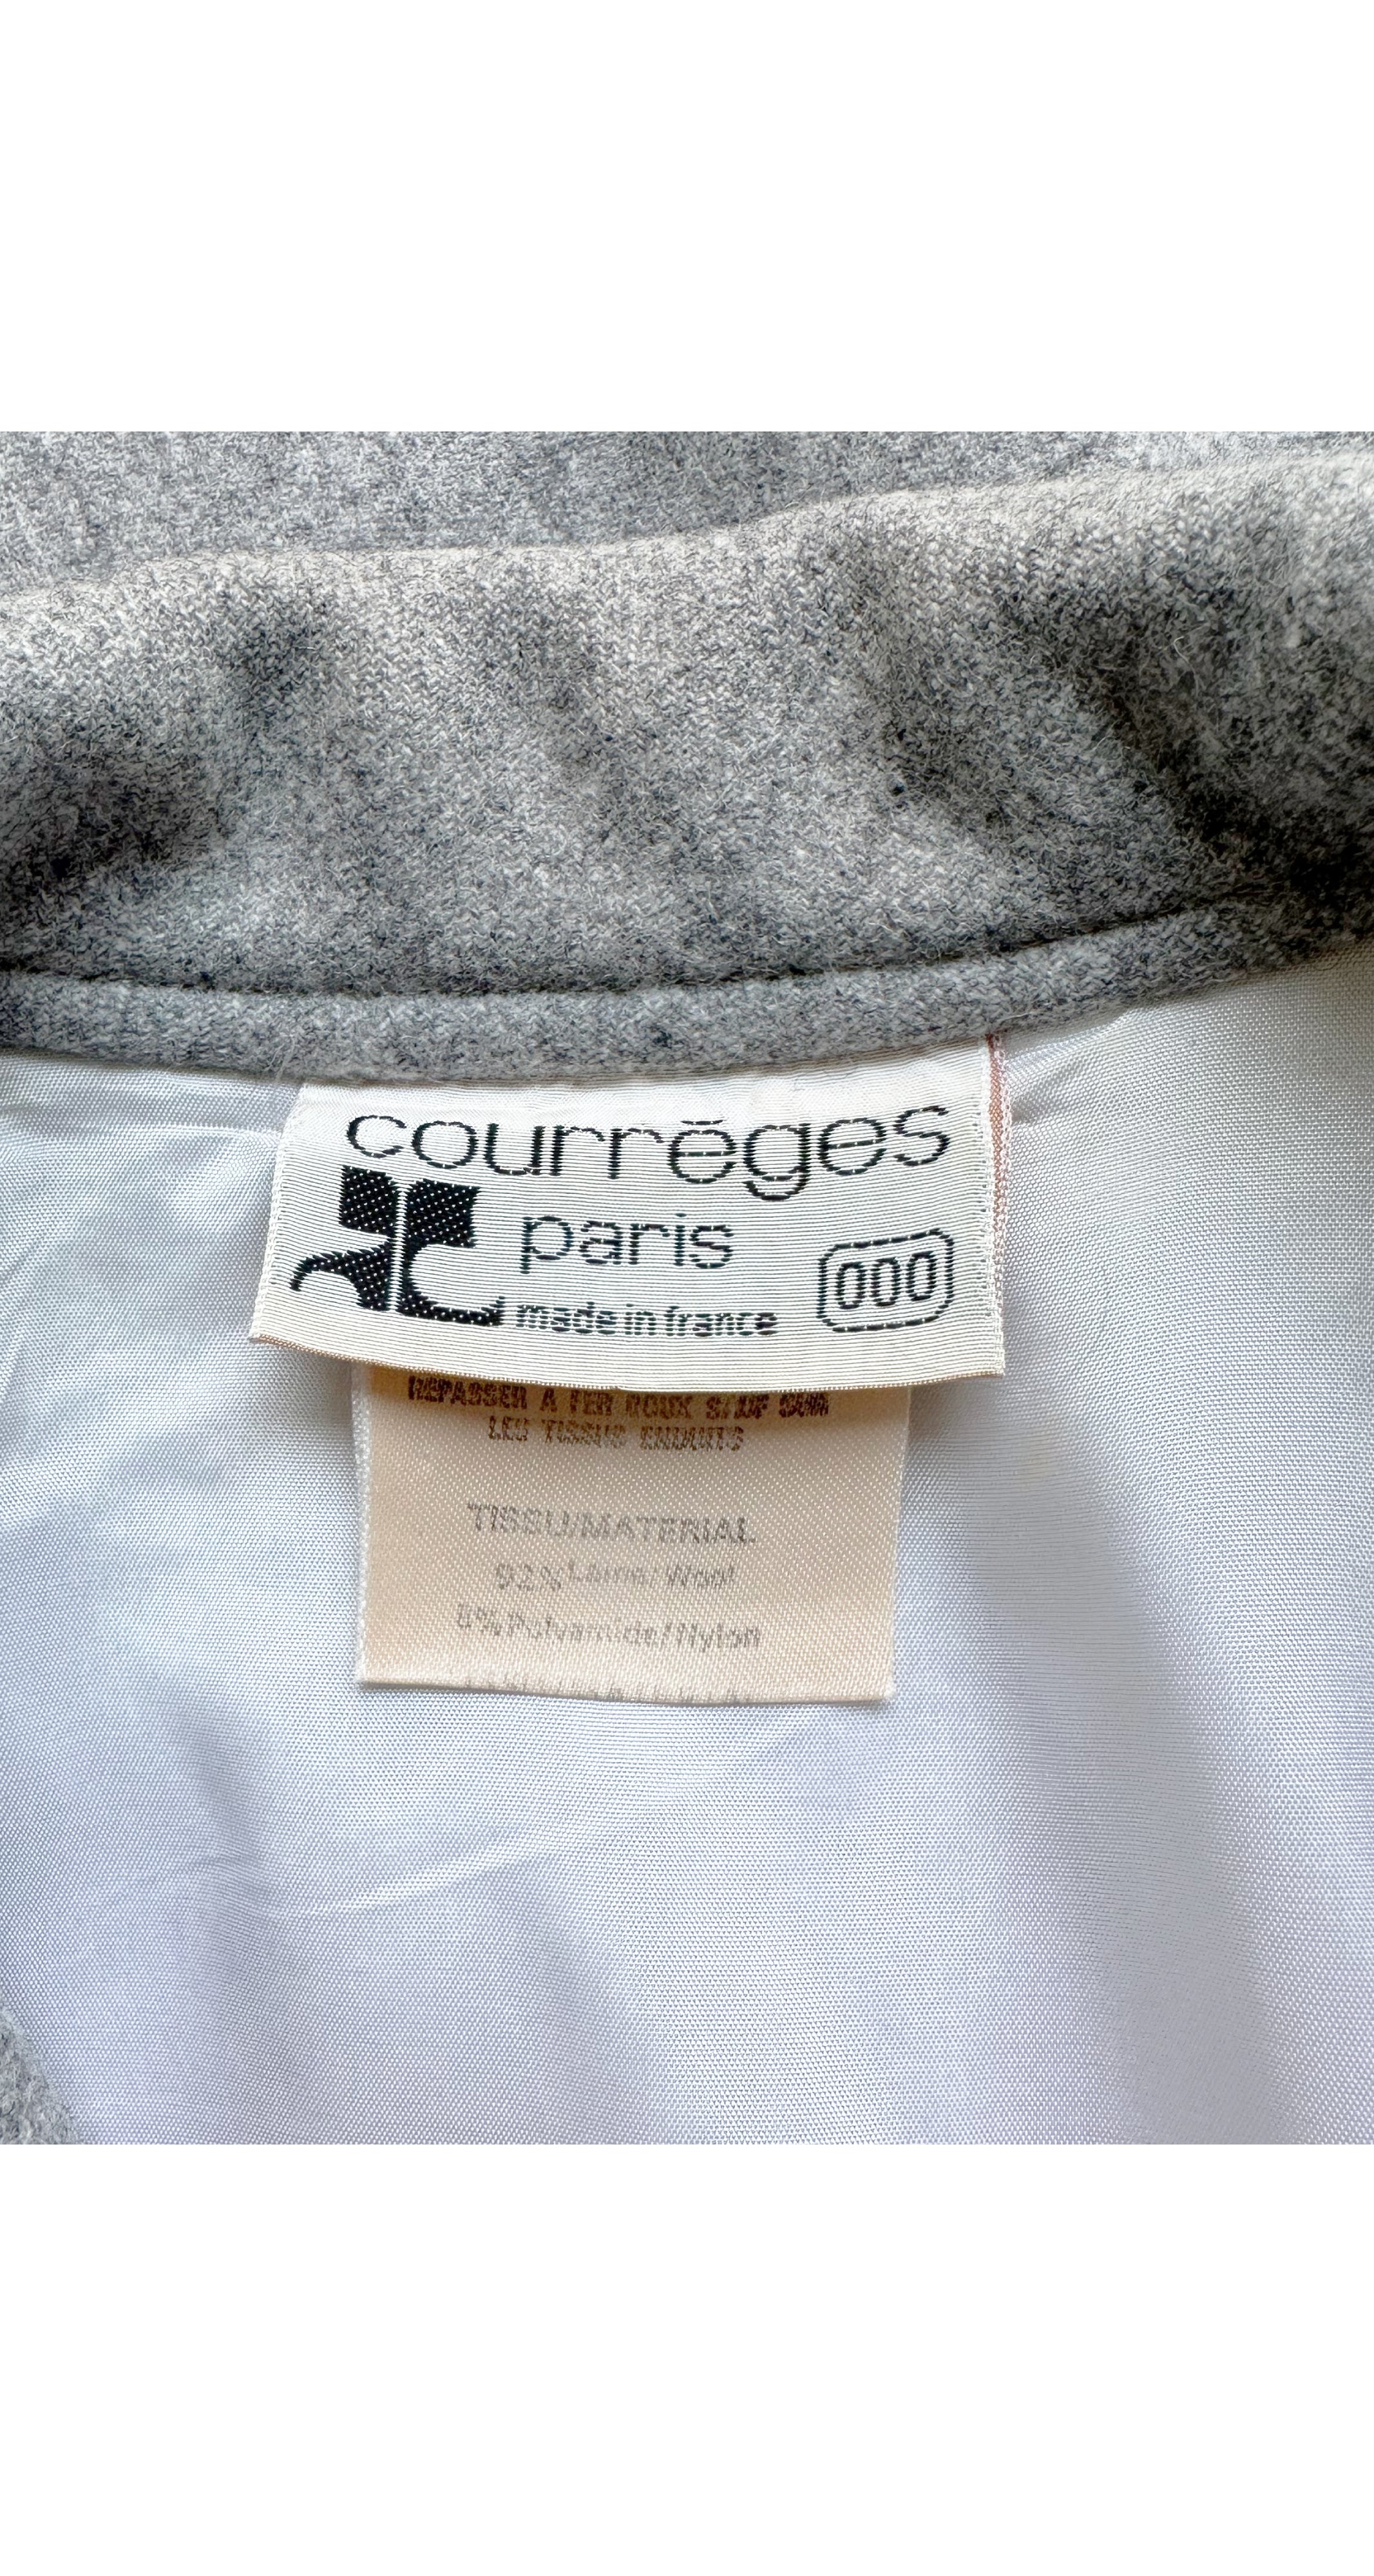 courrèges
paris
000
made in france
REPASSER A FER DOUX SAUF SUR
LES TISSUS ENDUITS
TISSU/MATERIAL
92% Laine/Wool
8% Polyamide/Nylon